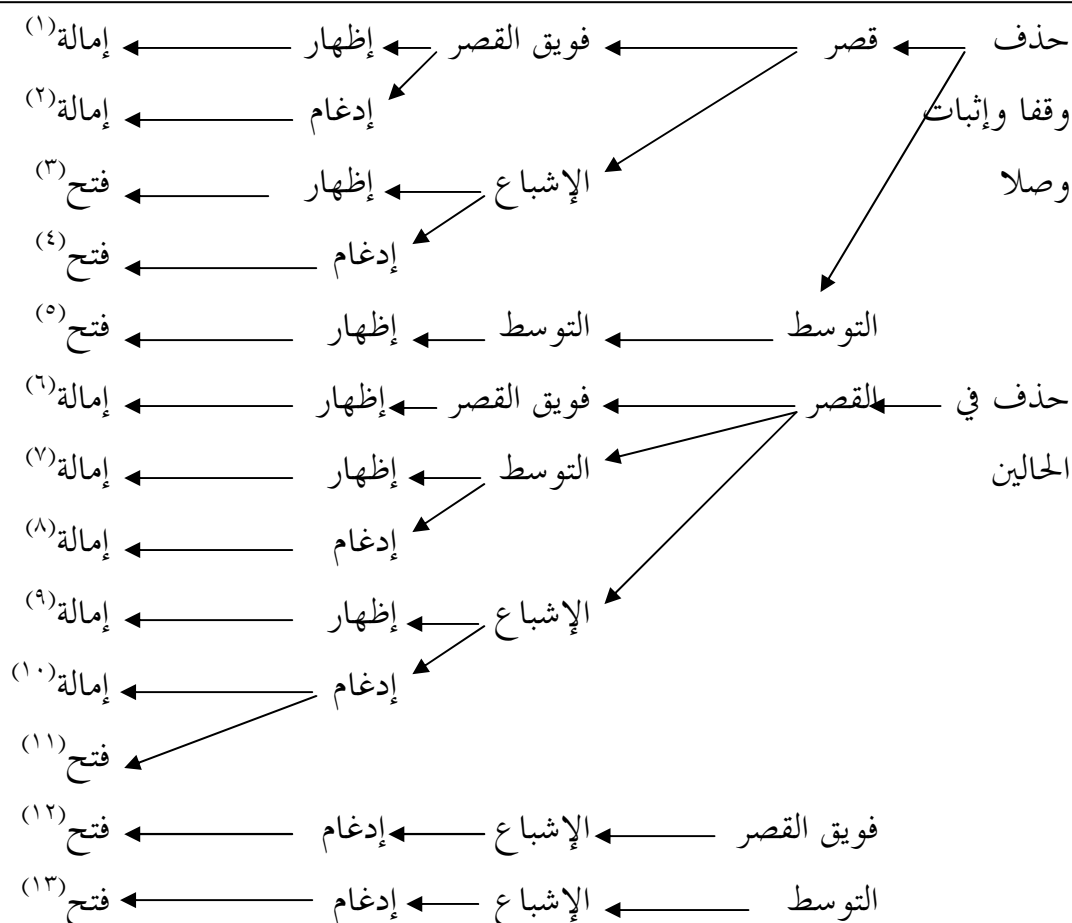 حذف قصر فويق القصر إظهار إمالة(١)
وقفا وإثبات إدغام إمالة(٢)
وصلا الإشباع إظهار فتح(٣)
إدغام فتح(٤)
التوسط التوسط إظهار فتح(٥)
حذف في القصر فويق القصر إظهار إمالة(٦)
الحالين التوسط إظهار إمالة(٧)
إدغام إمالة(٨)
الإشباع إظهار إمالة(٩)
إدغام إمالة(١٠)
فتح(١١)
فويق القصر الإشباع إدغام فتح(١٢)
التوسط الإشباع إدغام فتح(١٣)